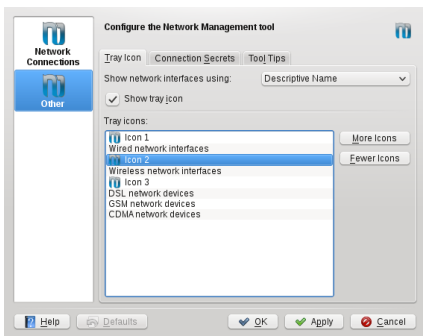 Configure the Network Management tool
Network
Connections
Other
Tray Icon Connection Secrets Tool Tips
Show network interfaces using: Descriptive Name
Show tray icon
Tray icons:
Icon 1
Wired network interfaces
Icon 2
Wireless network interfaces
Icon 3
DSL network devices
GSM network devices
CDMA network devices
More Icons
Fewer Icons
Help Defaults OK Apply Cancel